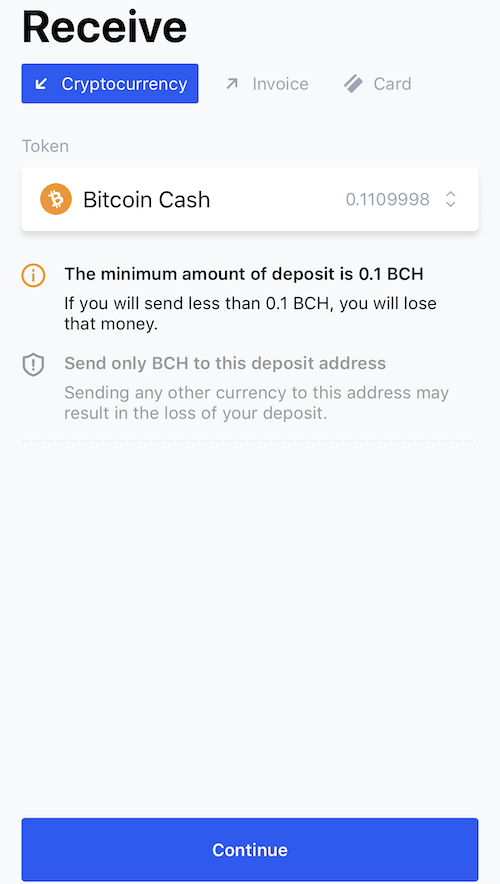 Receive
Cryptocurrency Invoice Card
Token
Bitcoin Cash 0.1109998
The minimum amount of deposit is 0.1 BCH
If you will send less than 0.1 BCH, you will lose
that money.
Send only BCH to this deposit address
Sending any other currency to this address may
result in the loss of your deposit.
Continue